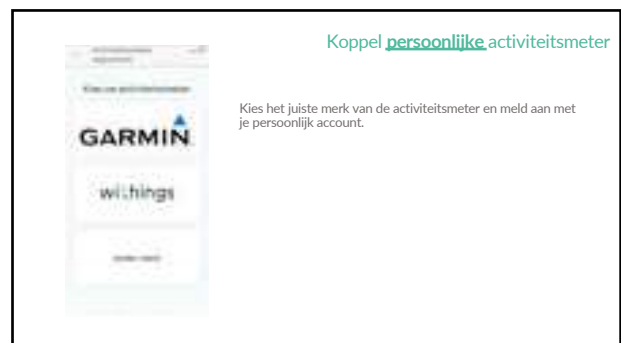 Koppel persoonlijke activiteitsmeter
Kies het juiste merk van de activiteitsmeter en meld aan met
je persoonlijk account.
GARMIN
withings